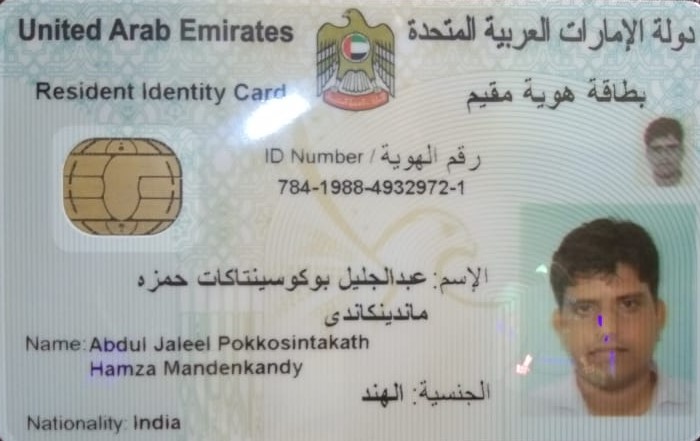 United Arab Emirates
دولة الإمارات العربية المتحدة
Resident Identity Card
بطاقة هوية مقيم
ID Number / رقم الهوية
784-1988-4932972-1
الإسم: عبدالجليل بوكوسينتاكات حمزه
ماندينكاندى
Name: Abdul Jaleel Pokkosintakath
Hamza Mandenkandy
الجنسية: الهند
Nationality: India